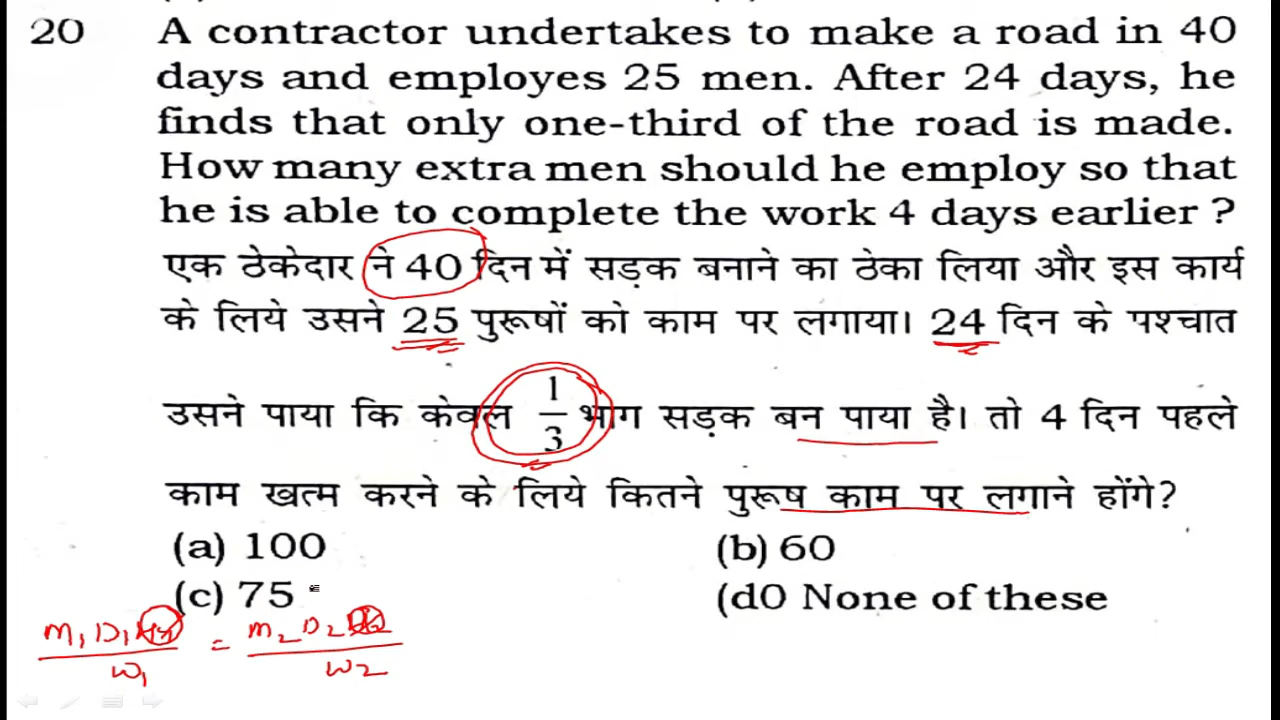 20 A contractor undertakes to make a road in 40
days and employes 25 men. After 24 days, he
finds that only one-third of the road is made.
How many extra men should he employ so that
he is able to complete the work 4 days earlier ?
एक ठेकेदार ने 40 दिन में सड़क बनाने का ठेका लिया और इस कार्य
के लिये उसने 25 पुरूषों को काम पर लगाया। 24 दिन के पश्चात
उसने पाया कि केवल 1/3 भाग सड़क बन पाया है। तो 4 दिन पहले
काम खत्म करने के लिये कितने पुरूष काम पर लगाने होंगे?
(a) 100 (b) 60
(c) 75 (d0 None of these
M₁ D₁ = M₂ D₂
W₁ W₂